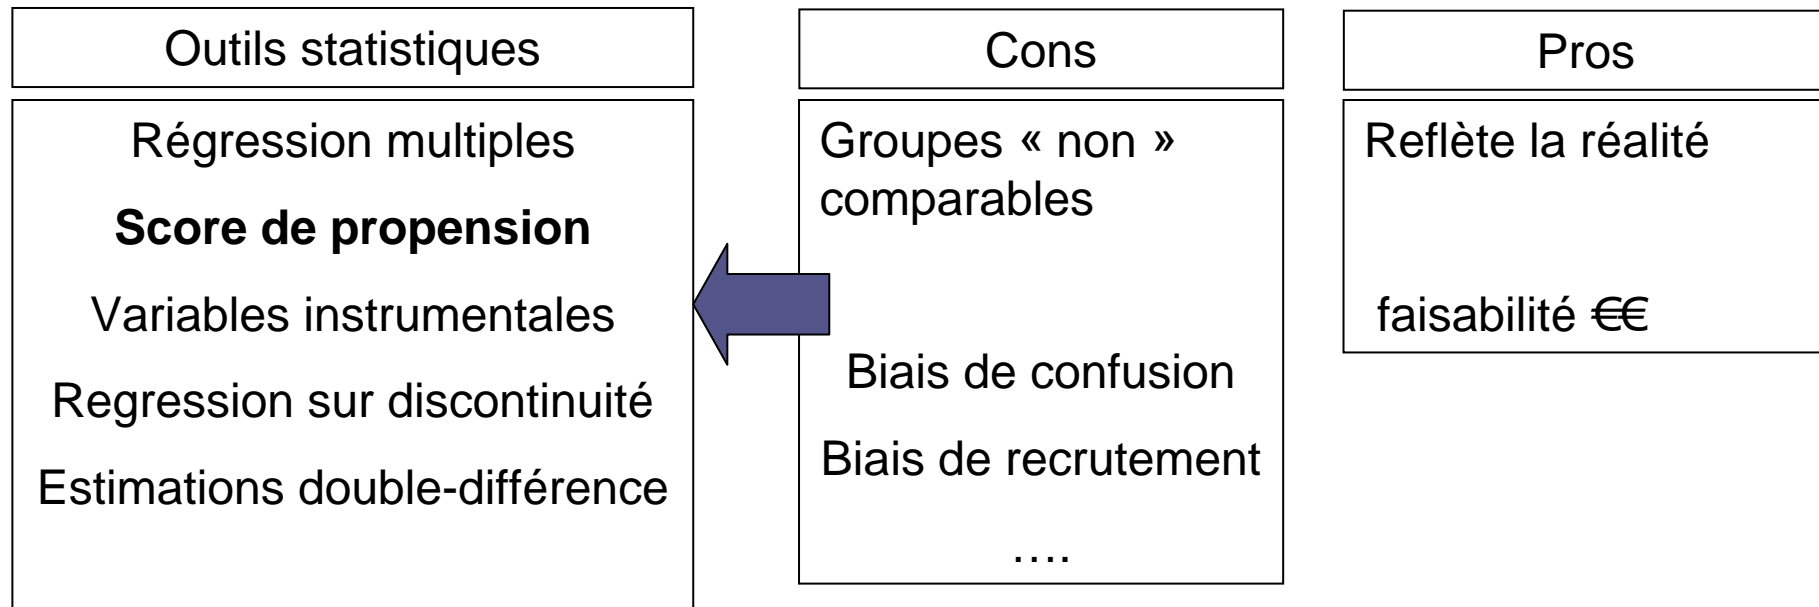 Outils statistiques
Régression multiples
Score de propension
Variables instrumentales
Regression sur discontinuité
Estimations double-différence
Cons
Groupes « non »
comparables
Biais de confusion
Biais de recrutement
….
Pros
Reflète la réalité
faisabilité €€